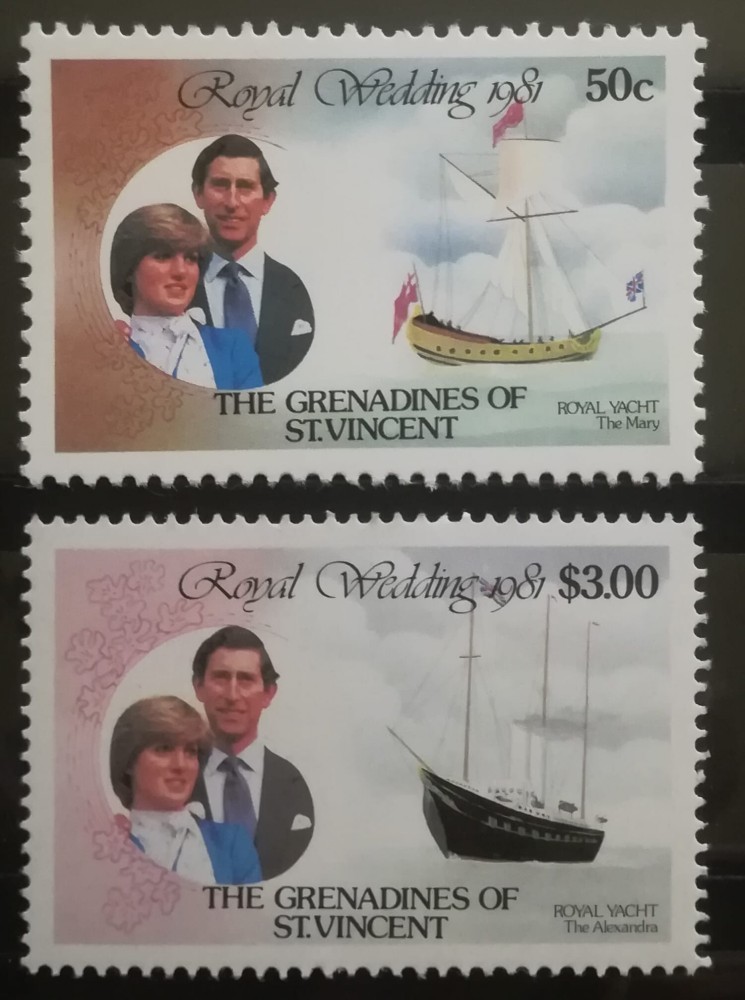 Royal Wedding 1981 50c
THE GRENADINES OF
ST.VINCENT
ROYAL YACHT
The Mary
Royal Wedding 1981 $3.00
THE GRENADINES OF
ST.VINCENT
ROYAL YACHT
The Alexandra